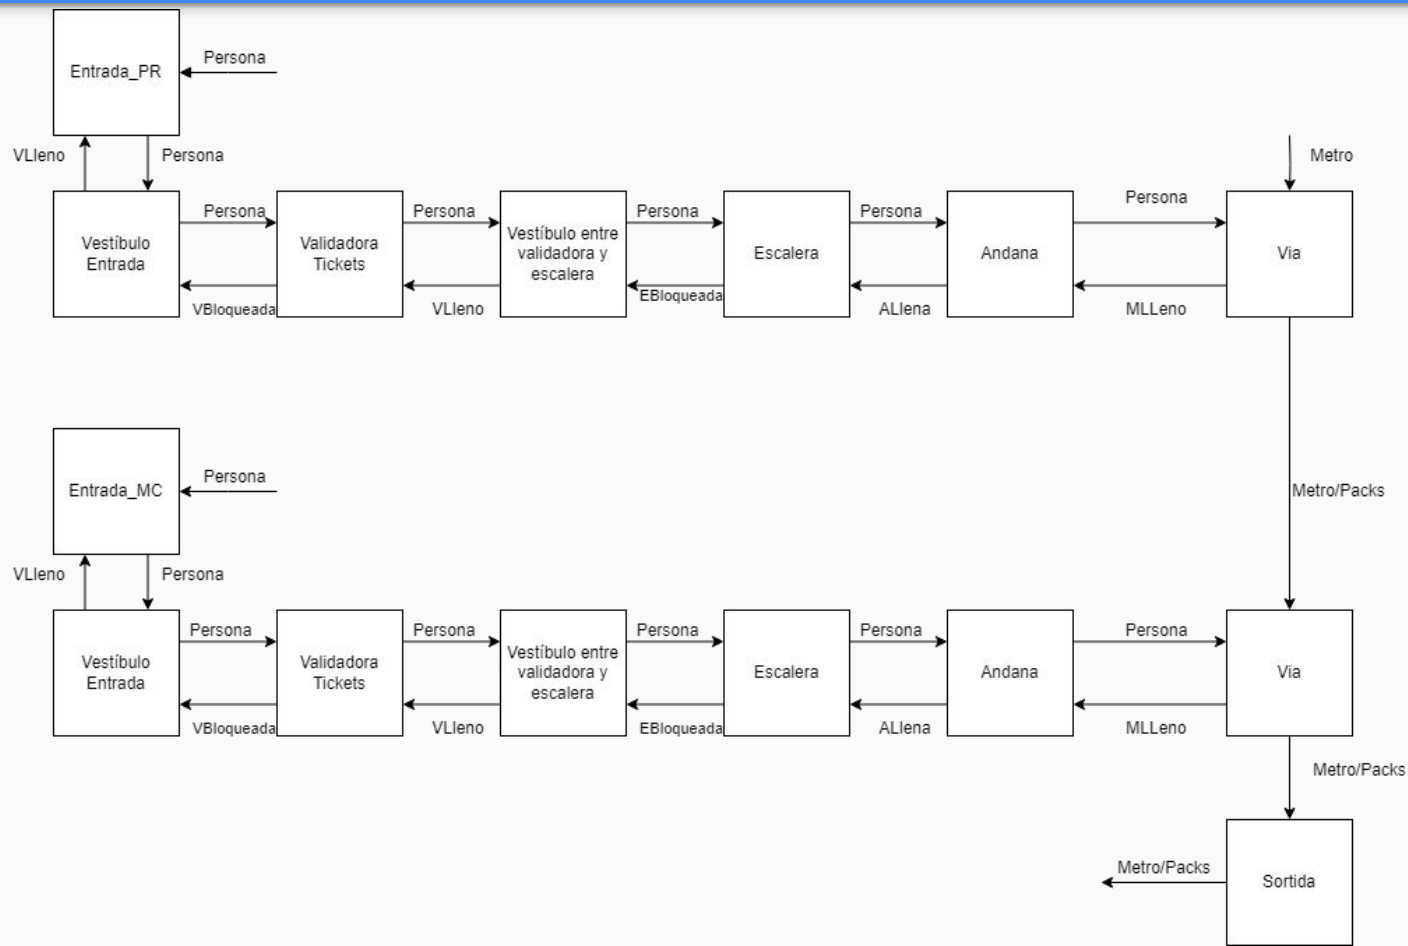 Persona
Entrada_PR
VLleno
Persona
Metro
Persona
Persona
Persona
Persona
Persona
Vestíbulo
Entrada
Validadora
Tickets
Vestíbulo entre
validadora y
escalera
Escalera
Andana
Via
VBloqueada
VLleno
EBloqueada
ALlena
MLLeno
Persona
Entrada_MC
Metro/Packs
VLleno
Persona
Persona
Persona
Persona
Persona
Persona
Vestíbulo
Entrada
Validadora
Tickets
Vestíbulo entre
validadora y
escalera
Escalera
Andana
Via
VBloqueada
VLleno
EBloqueada
ALlena
MLLeno
Metro/Packs
Metro/Packs
Sortida